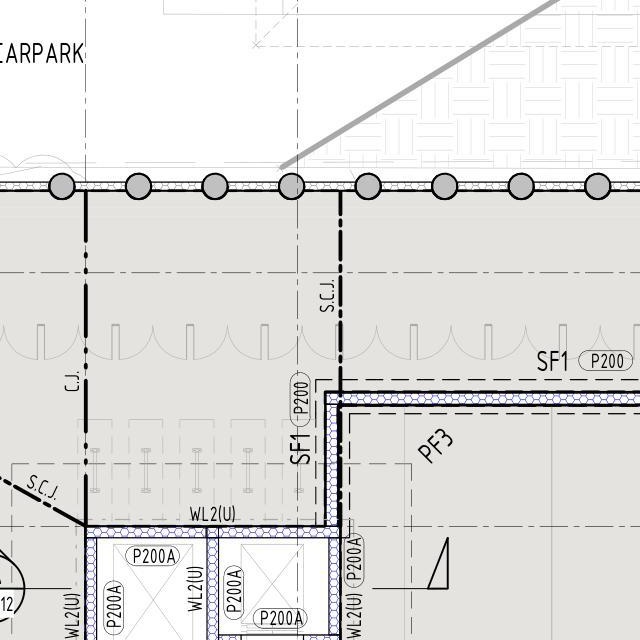 CARPARK
S.C.J.
SF1 P200
C.J.
P200
SF1
PF3
S.C.J.
WL2(U)
P200A
P200A
WL2(U)
P200A
P200A
P200A
WL2(U)
WL2(U)
12